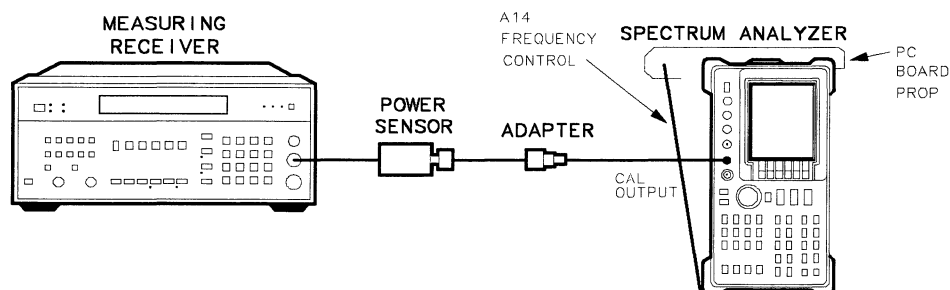 MEASURING
RECEIVER
POWER
SENSOR
ADAPTER
A14
FREQUENCY
CONTROL
SPECTRUM ANALYZER
PC
BOARD
PROP
CAL
OUTPUT